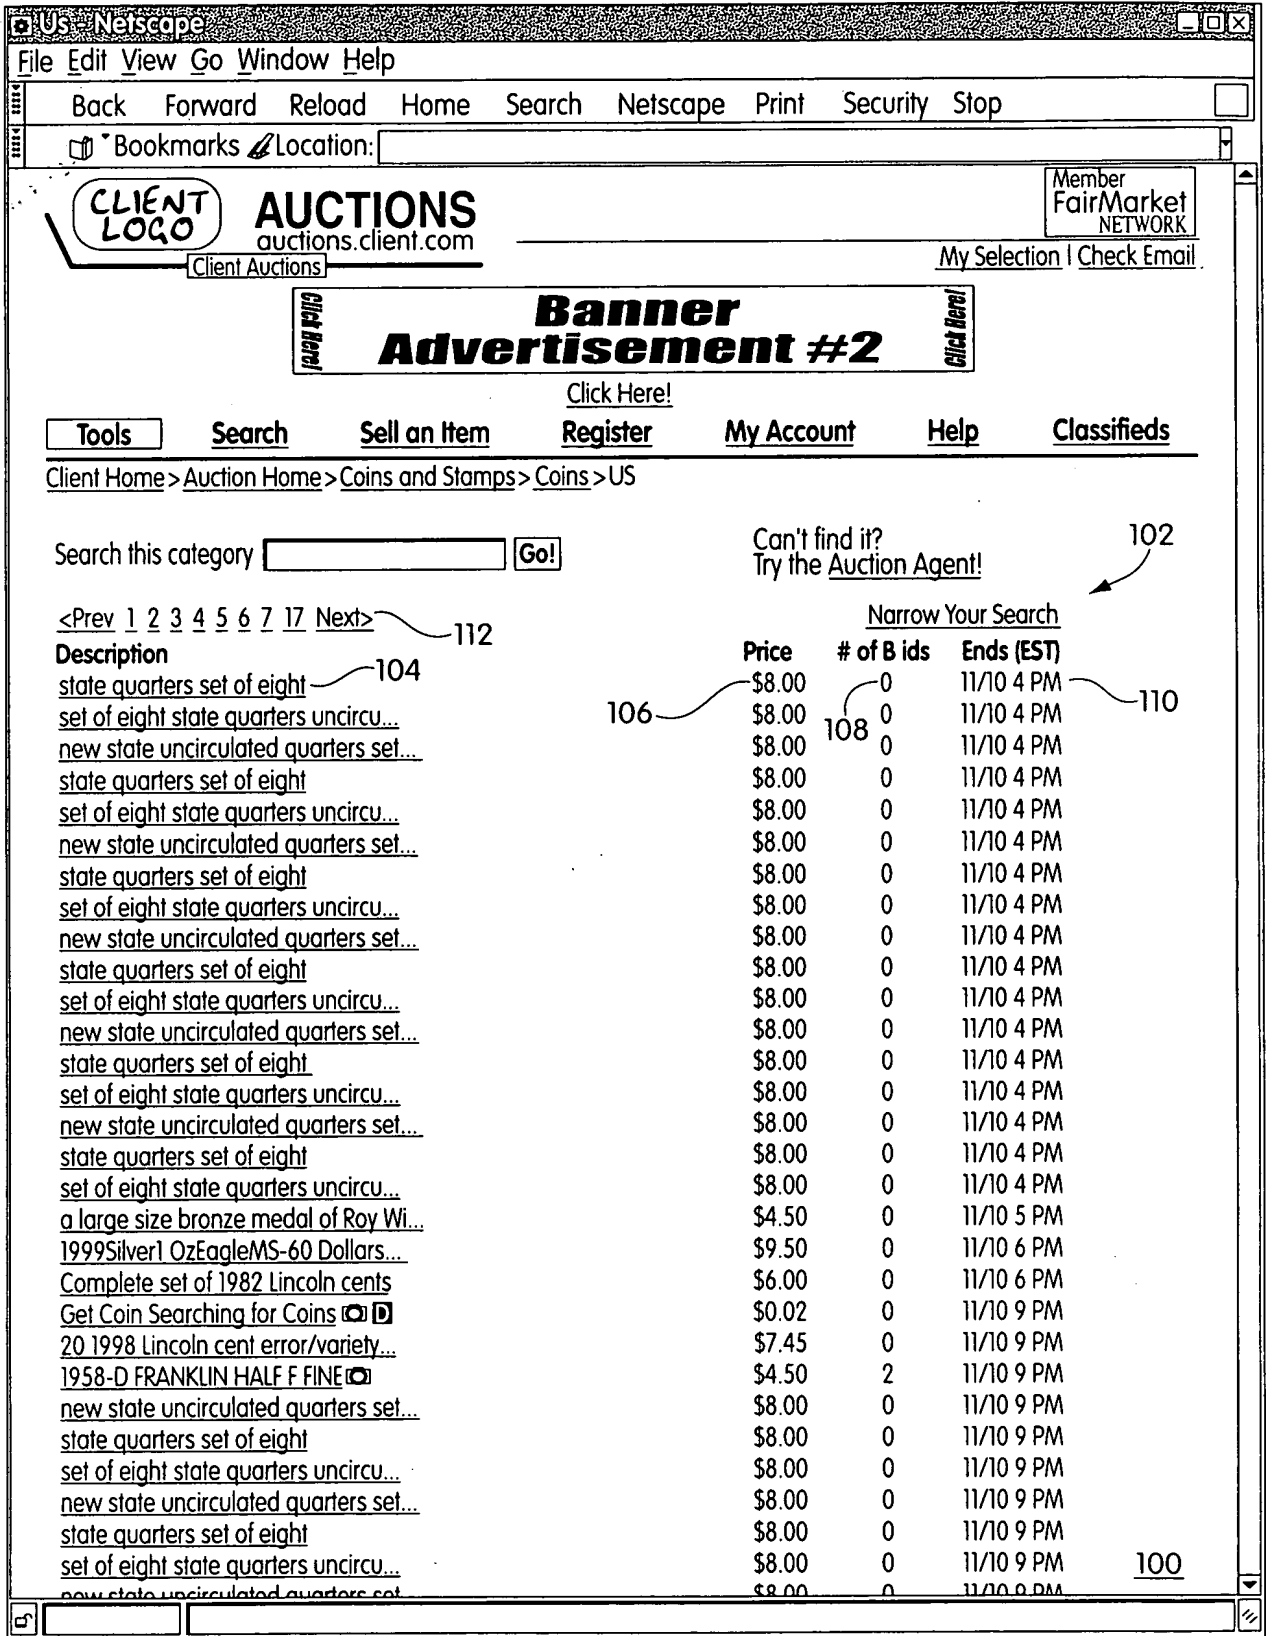 Us - Netscape
File Edit View Go Window Help
Back Forward Reload Home Search Netscape Print Security Stop
Bookmarks Location:
CLIENT LOGO
AUCTIONS
auctions.client.com
Client Auctions
Member
FairMarket
NETWORK
My Selection | Check Email
Click Here!
Banner
Advertisement #2
Click Here!
Click Here!
Tools Search Sell an Item Register My Account Help Classifieds
Client Home>Auction Home>Coins and Stamps>Coins>US
Search this category Go!
Can't find it?
Try the Auction Agent!
102
<Prev 1 2 3 4 5 6 7 17 Next> 112 Narrow Your Search
Description Price # of B ids Ends (EST)
state quarters set of eight 104 106 $8.00 108 0 11/10 4 PM 110
set of eight state quarters uncircu... $8.00 0 11/10 4 PM
new state uncirculated quarters set... $8.00 0 11/10 4 PM
state quarters set of eight $8.00 0 11/10 4 PM
set of eight state quarters uncircu... $8.00 0 11/10 4 PM
new state uncirculated quarters set... $8.00 0 11/10 4 PM
state quarters set of eight $8.00 0 11/10 4 PM
set of eight state quarters uncircu... $8.00 0 11/10 4 PM
new state uncirculated quarters set... $8.00 0 11/10 4 PM
state quarters set of eight $8.00 0 11/10 4 PM
set of eight state quarters uncircu... $8.00 0 11/10 4 PM
new state uncirculated quarters set... $8.00 0 11/10 4 PM
state quarters set of eight $8.00 0 11/10 4 PM
set of eight state quarters uncircu... $8.00 0 11/10 4 PM
new state uncirculated quarters set... $8.00 0 11/10 4 PM
state quarters set of eight $8.00 0 11/10 4 PM
set of eight state quarters uncircu... $8.00 0 11/10 4 PM
a large size bronze medal of Roy Wi... $4.50 0 11/10 5 PM
1999Silver1 OzEagleMS-60 Dollars... $9.50 0 11/10 6 PM
Complete set of 1982 Lincoln cents $6.00 0 11/10 6 PM
Get Coin Searching for Coins D $0.02 0 11/10 9 PM
20 1998 Lincoln cent error/variety... $7.45 0 11/10 9 PM
1958-D FRANKLIN HALF F FINE $4.50 2 11/10 9 PM
new state uncirculated quarters set... $8.00 0 11/10 9 PM
state quarters set of eight $8.00 0 11/10 9 PM
set of eight state quarters uncircu... $8.00 0 11/10 9 PM
new state uncirculated quarters set... $8.00 0 11/10 9 PM
state quarters set of eight $8.00 0 11/10 9 PM
set of eight state quarters uncircu... $8.00 0 11/10 9 PM 100
new state uncirculated quarters set... $8.00 0 11/10 9 PM